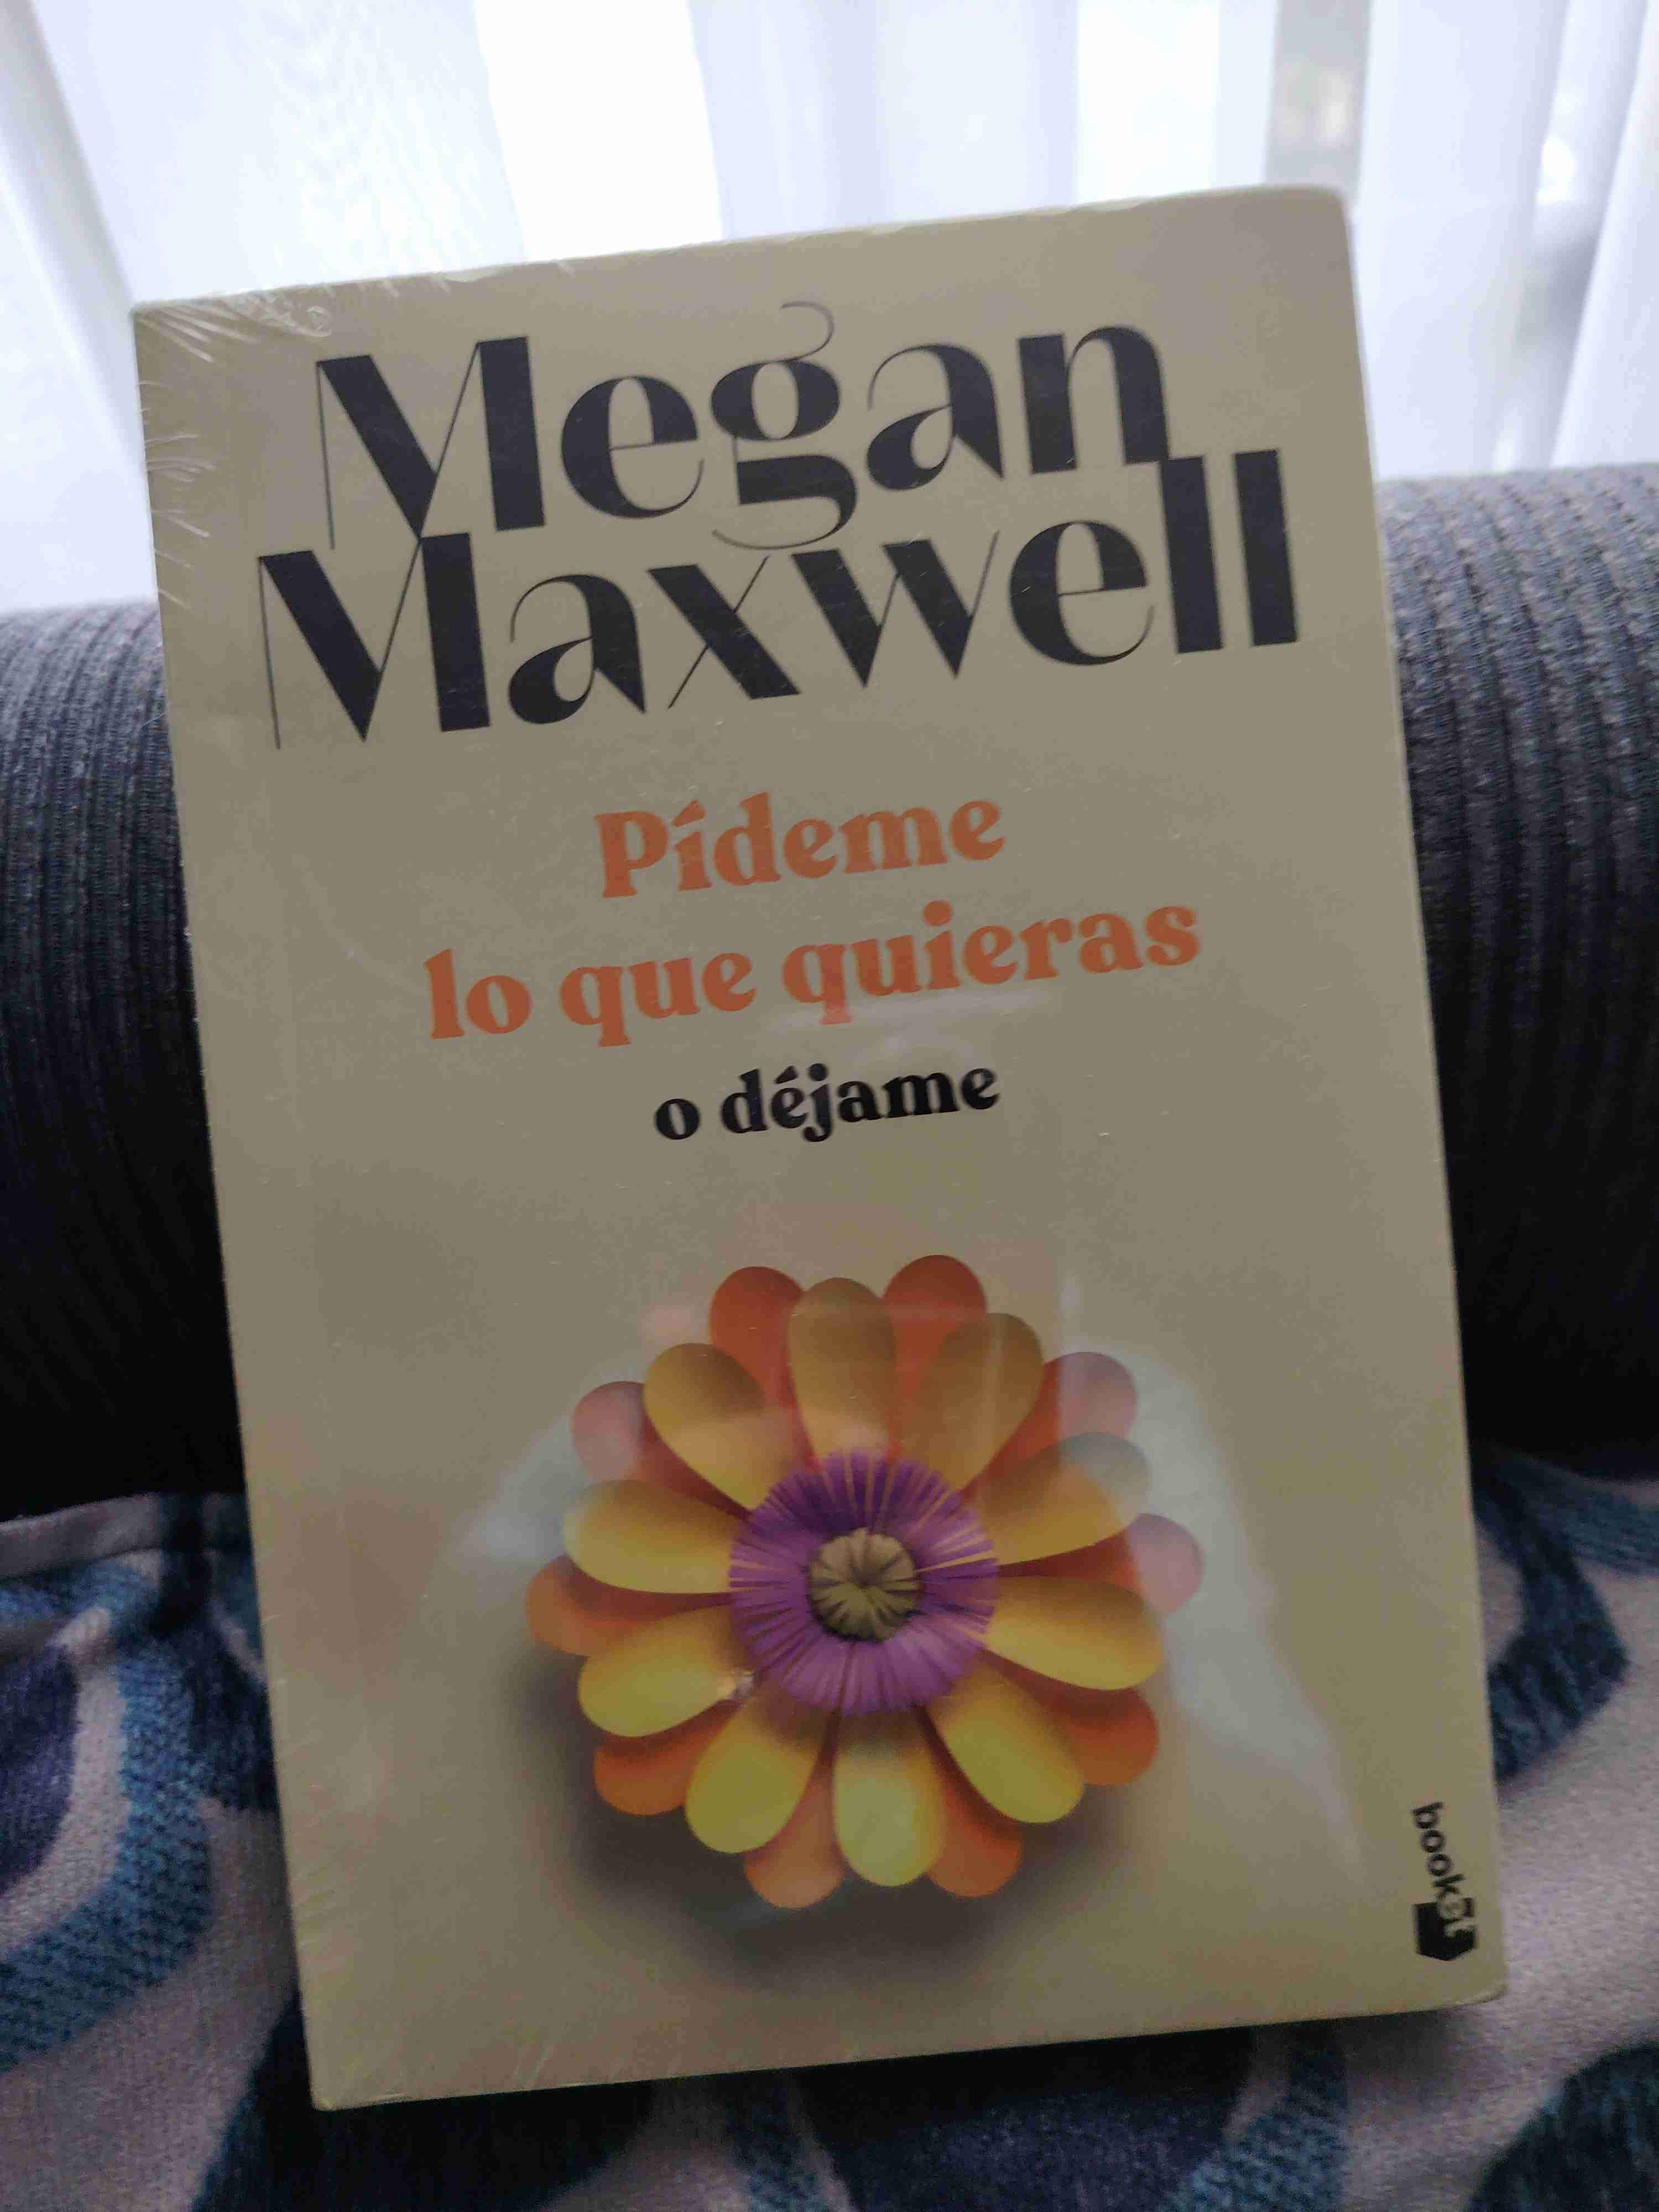 Megan
Maxwell
Pídeme
lo que quieras
o déjame
booket